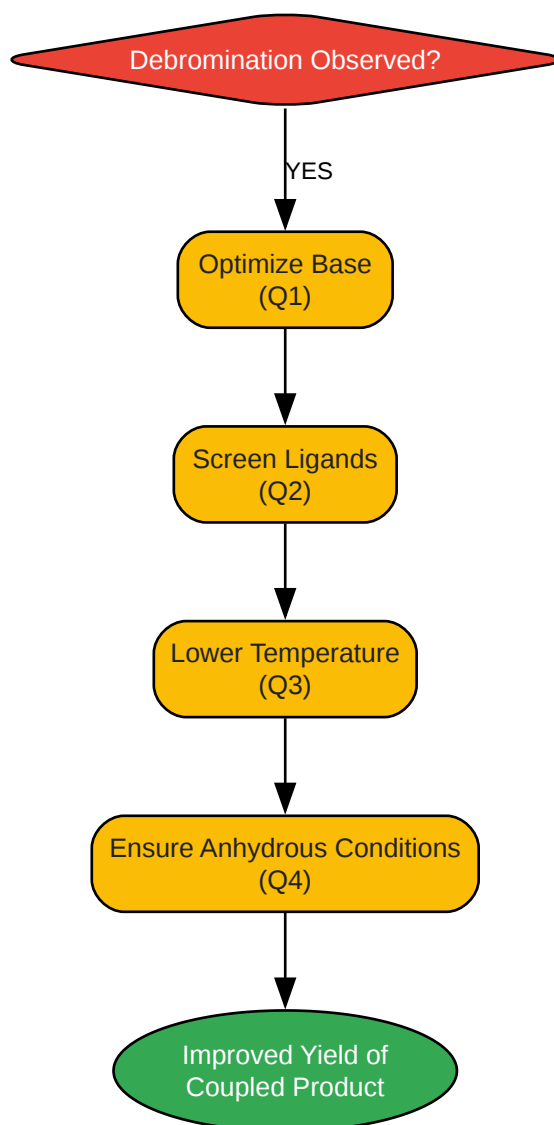 Debromination Observed?
YES
Optimize Base
(Q1)
Screen Ligands
(Q2)
Lower Temperature
(Q3)
Ensure Anhydrous Conditions
(Q4)
Improved Yield of
Coupled Product